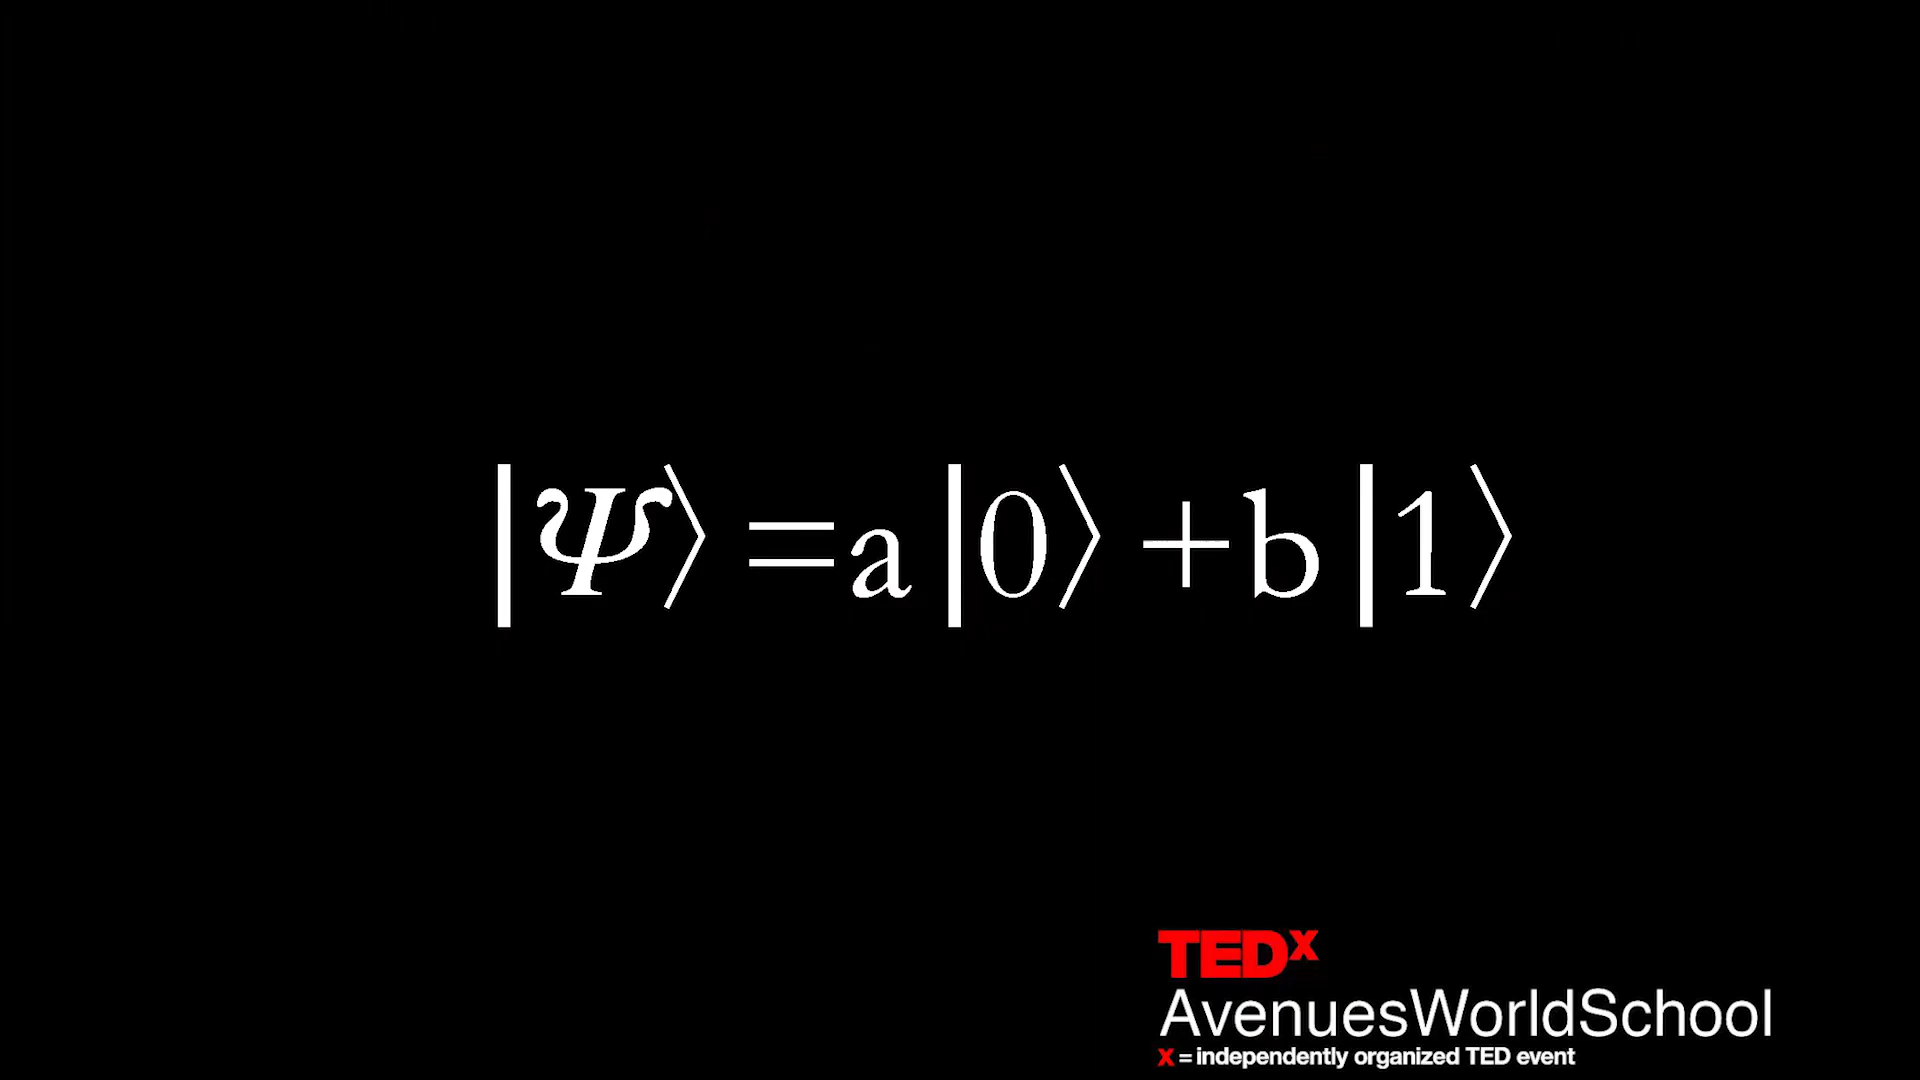 |Ψ⟩=a|0⟩+b|1⟩
TEDx
AvenuesWorldSchool
x = independently organized TED event